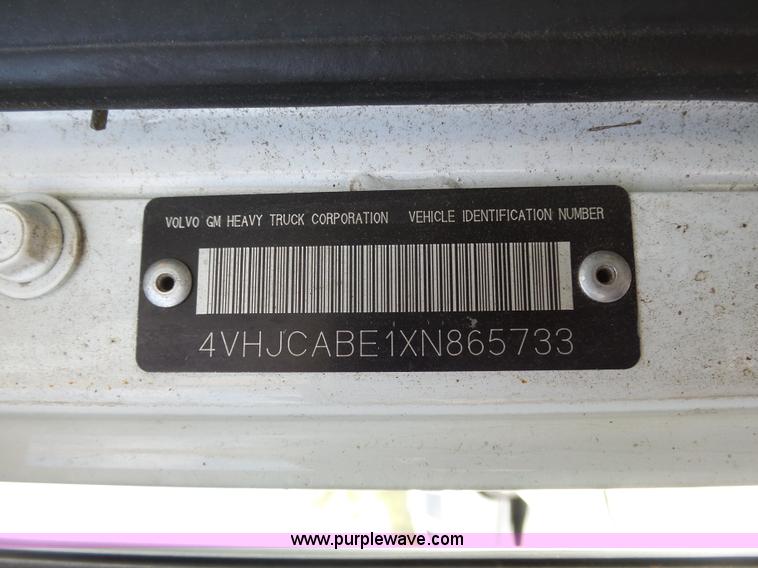 VOLVO GM HEAVY TRUCK CORPORATION VEHICLE IDENTIFICATION NUMBER
4VHJCABE1XN865733
www.purplewave.com